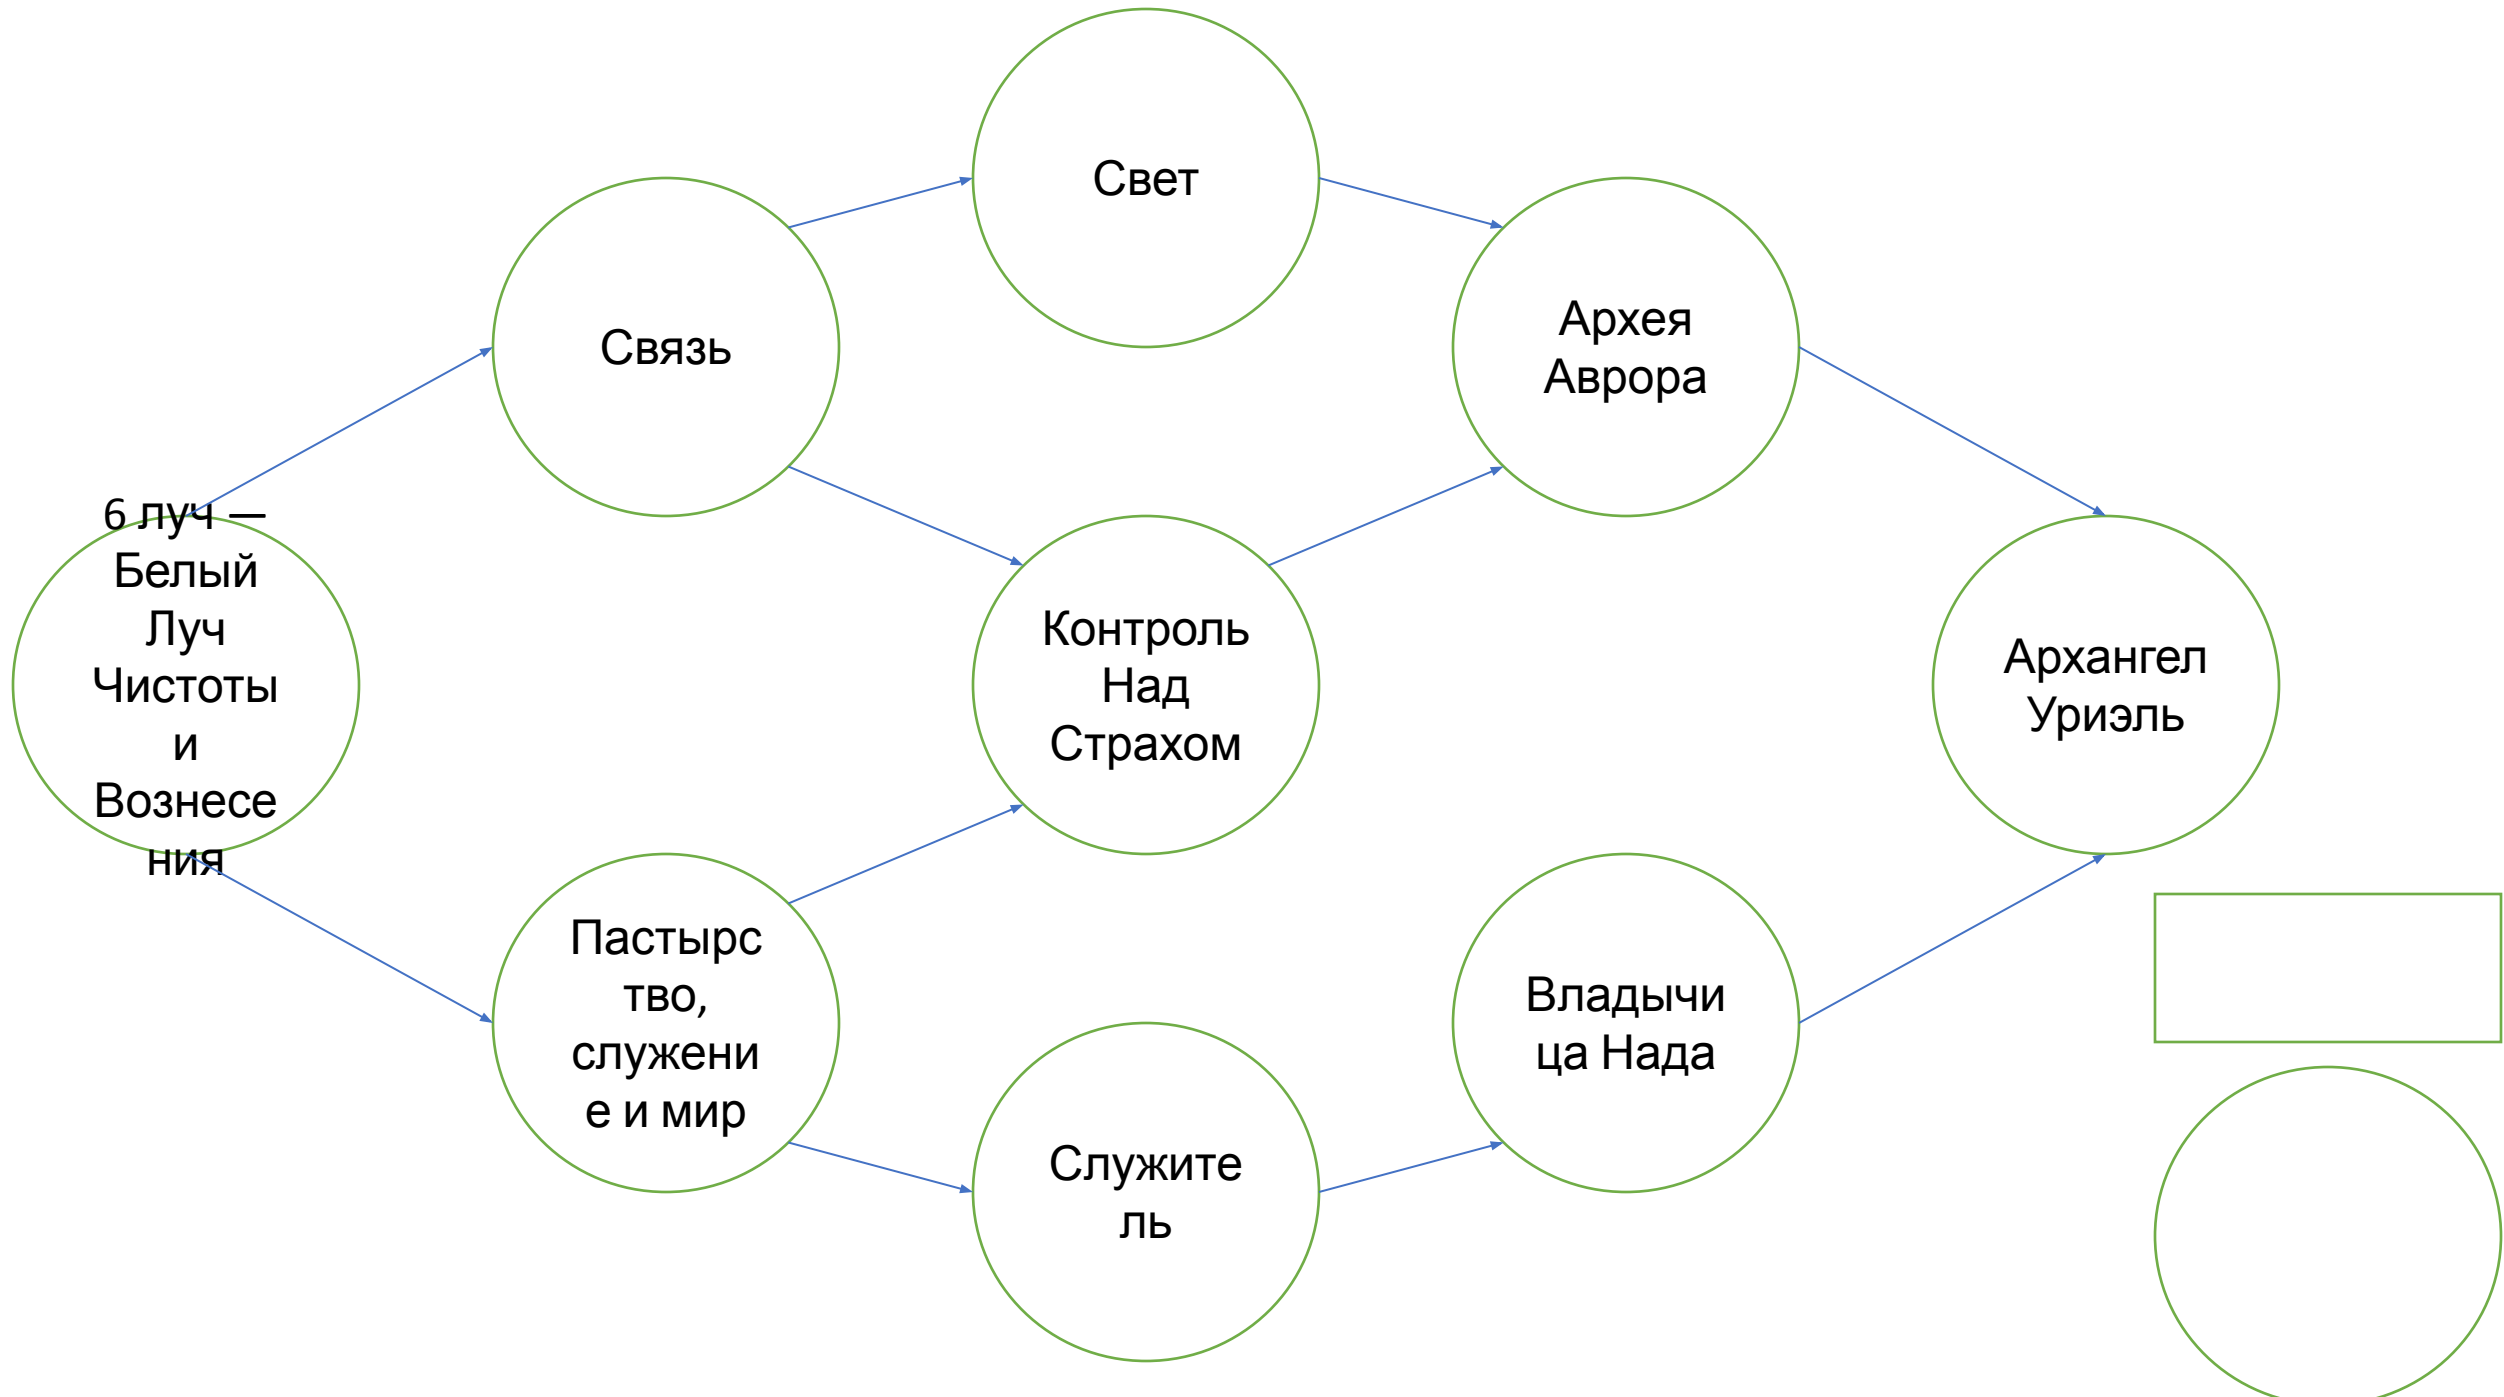 Свет
Связь
Архея
Аврора
6 луч —
Белый
Луч
Чистоты
и
Вознесе
ния
Контроль
Над
Страхом
Архангел
Уриэль
Пастырс
тво,
служени
е и мир
Владычи
ца Нада
Служите
ль